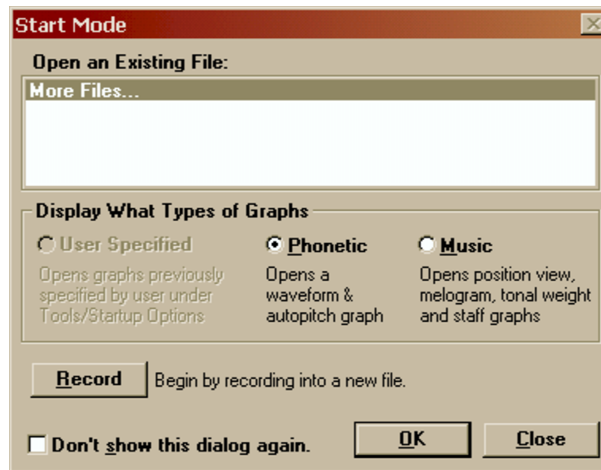 Start Mode
Open an Existing File:
More Files...
Display What Types of Graphs
User Specified
Opens graphs previously
specified by user under
Tools/Startup Options
Phonetic
Opens a
waveform &
autopitch graph
Music
Opens position view,
melogram, tonal weight
and staff graphs
Record Begin by recording into a new file.
Don't show this dialog again. OK Close